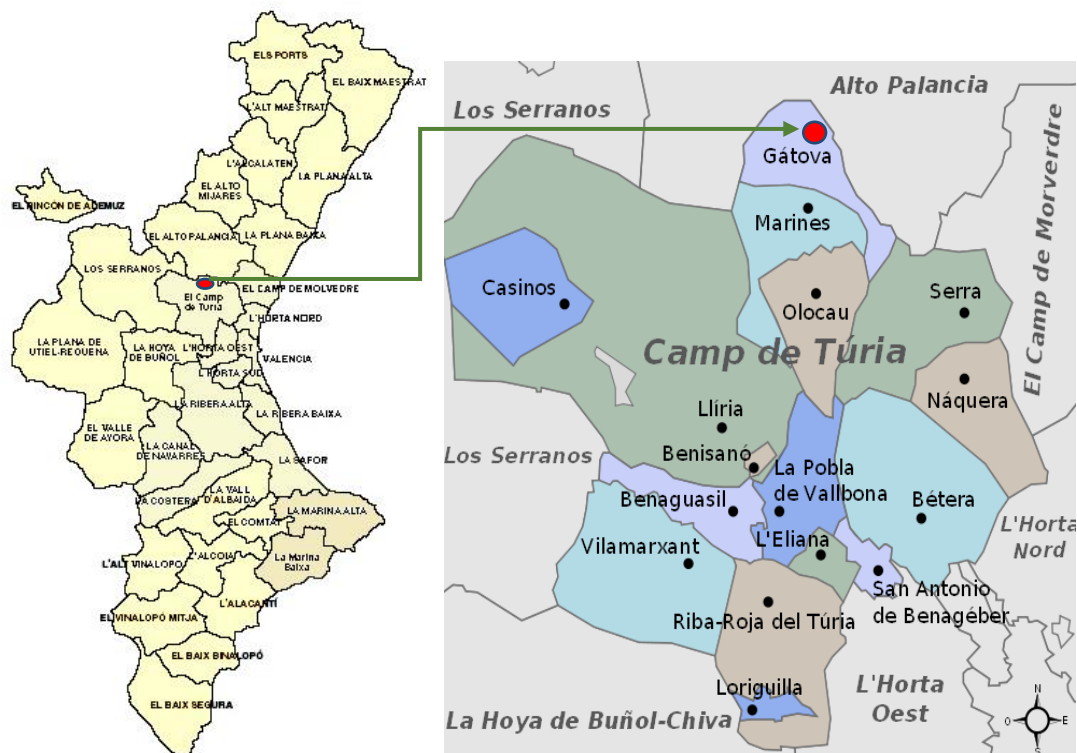 ELS PORTS
EL BAIX MAESTRAT
L'ALT MAESTRAT
L'ALCALATEN
LA PLANA ALTA
EL ALTO
MIJARES
EL RINCÓN DE ADEMUZ
EL ALTO PALANCIA
LA PLANA BAIXA
LOS SERRANOS
EL CAMP DE MOLVEDRE
El Camp
de Turia
L'HORTA NORD
LA PLANA DE
UTIEL-REQUENA
LA HOYA
DE BUÑOL
L'HORTA OEST
VALENCIA
L'HORTA SUD
LA RIBERA ALTA
LA RIBERA BAIXA
EL VALLE
DE AYORA
LA CANAL
DE NAVARRES
LA SAFOR
LA COSTERA
LA VALL
D'ALBAIDA
LA MARINA ALTA
EL COMTAT
L'ALCOIA
La Marina
Baixa
L'ALT VINALOPO
L'ALACANTÍ
EL VINALOPÓ MITJA
EL BAIX BINALOPÓ
EL BAIX SEGURA
Los Serranos
Alto Palancia
Gátova
Marines
El Camp de Morverdre
Casinos
Olocau
Serra
Camp de Túria
Náquera
Llíria
Benisanó
Los Serranos
La Pobla
de Vallbona
Benaguasil
Bétera
L'Horta
Nord
L'Eliana
Vilamarxant
San Antonio
de Benagéber
Riba-Roja del Túria
Loriguilla
L'Horta
Oest
La Hoya de Buñol-Chiva
N
O
E
S